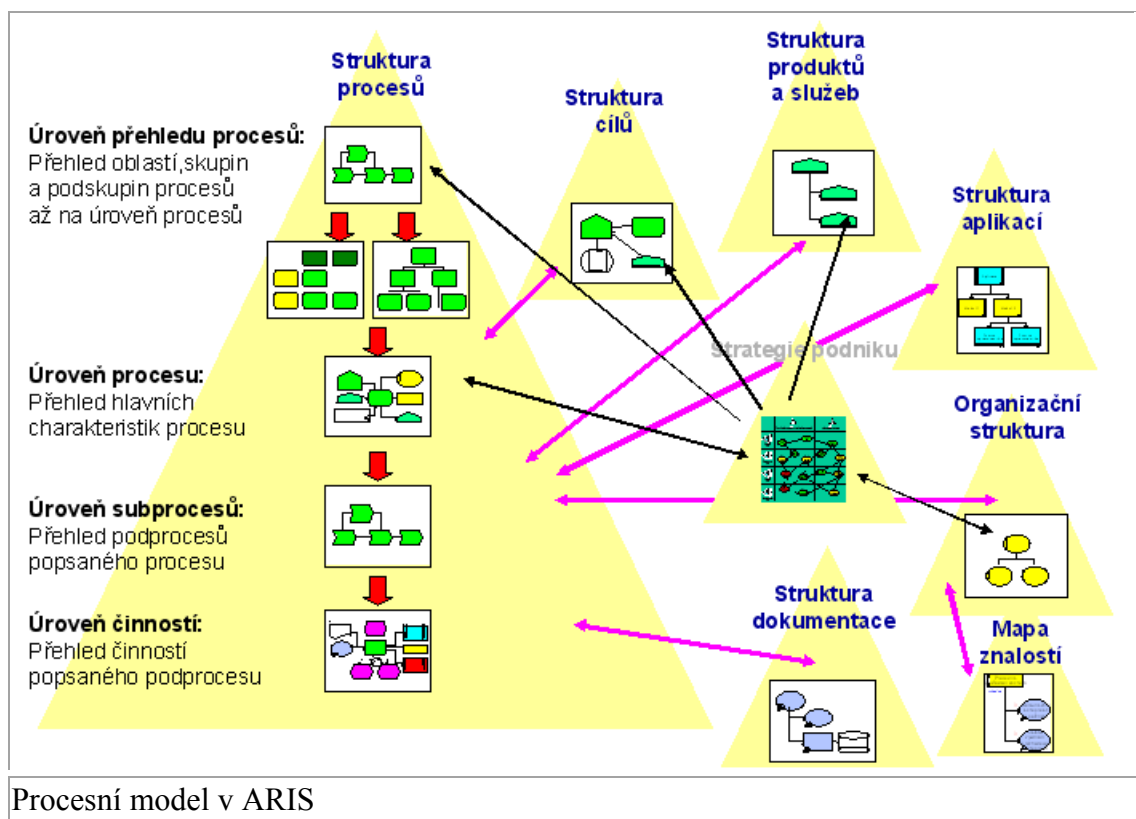 Struktura
procesů
Struktura
cílů
Struktura
produktů
a služeb
Struktura
aplikací
Úroveň přehledu procesů:
Přehled oblastí,skupin
a podskupin procesů
až na úroveň procesů
Strategie podniku
Úroveň procesu:
Přehled hlavních
charakteristik procesu
Organizační
struktura
Úroveň subprocesů:
Přehled podprocesů
popsaného procesu
Struktura
dokumentace
Úroveň činností:
Přehled činností
popsaného podprocesu
Mapa
znalostí
Procesní model v ARIS